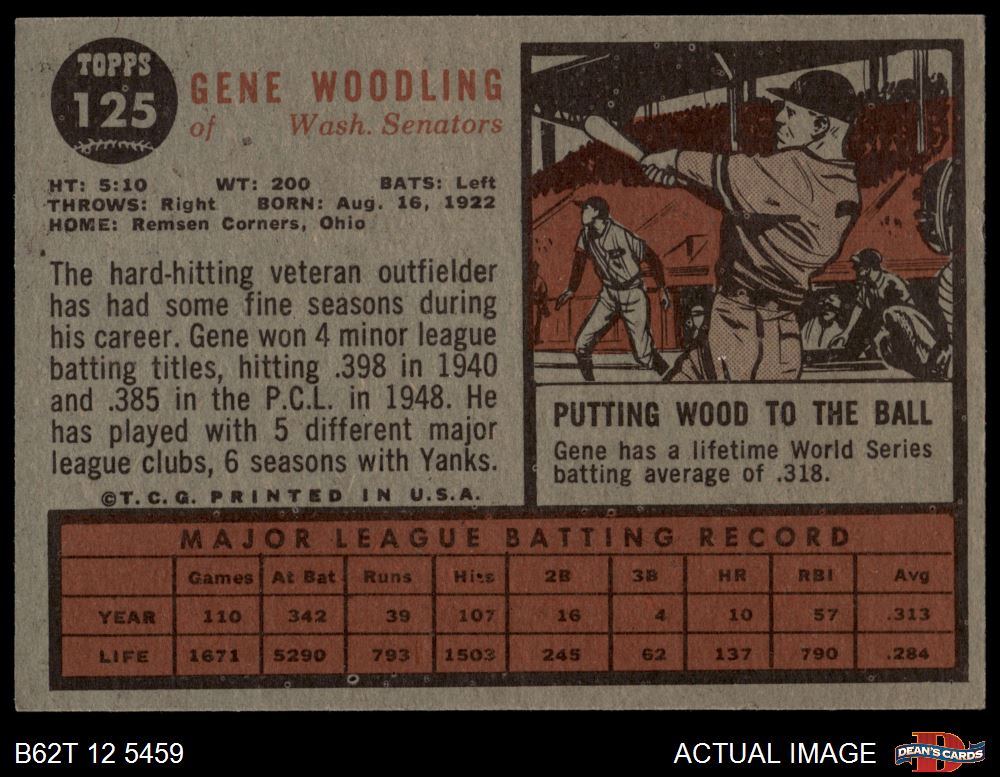 TOPPS
125
GENE WOODLING
of Wash. Senators
HT: 5:10 WT: 200 BATS: Left
THROWS: Right BORN: Aug. 16, 1922
HOME: Remsen Corners, Ohio
The hard-hitting veteran outfielder
has had some fine seasons during
his career. Gene won 4 minor league
batting titles, hitting .398 in 1940
and .385 in the P.C.L. in 1948. He
has played with 5 different major
league clubs, 6 seasons with Yanks.
©T.C.G. PRINTED IN U.S.A.
PUTTING WOOD TO THE BALL
Gene has a lifetime World Series
batting average of .318.
MAJOR LEAGUE BATTING RECORD
Games At Bat Runs Hits 2B 3B HR RBI Avg
YEAR 110 342 39 107 16 4 10 57 .313
LIFE 1671 5290 793 1503 245 62 137 790 .284
B62T 12 5459
ACTUAL IMAGE
D
DEAN'S CARDS